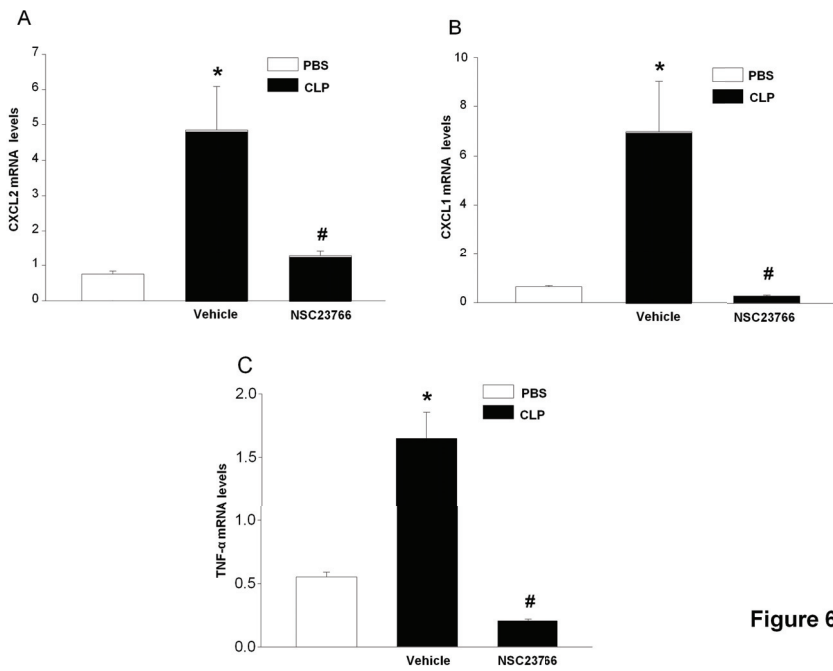 A
CXCL2 mRNA levels
7
6
5
4
3
2
1
0
*
#
PBS
CLP
Vehicle
NSC23766
B
CXCL1 mRNA levels
10
8
6
4
2
0
*
#
PBS
CLP
Vehicle
NSC23766
C
TNF-α mRNA levels
2.0
1.5
1.0
0.5
0.0
*
#
PBS
CLP
Vehicle
NSC23766
Figure 6